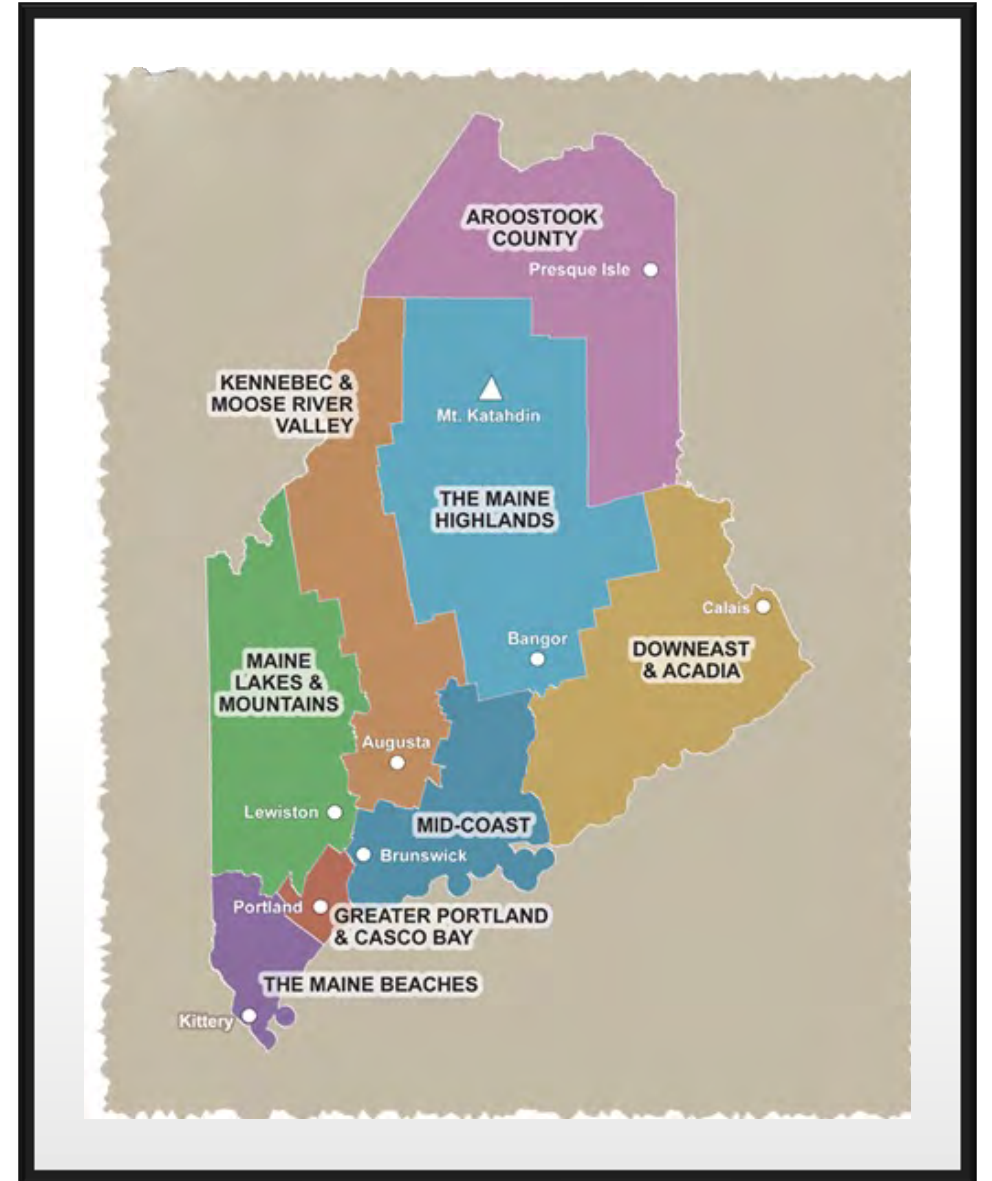 AROOSTOOK
COUNTY
Presque Isle
KENNEBEC &
MOOSE RIVER
VALLEY
Mt. Katahdin
THE MAINE
HIGHLANDS
Calais
Bangor
DOWNEAST
& ACADIA
MAINE
LAKES &
MOUNTAINS
Augusta
Lewiston
MID-COAST
Brunswick
Portland
GREATER PORTLAND
& CASCO BAY
THE MAINE BEACHES
Kittery